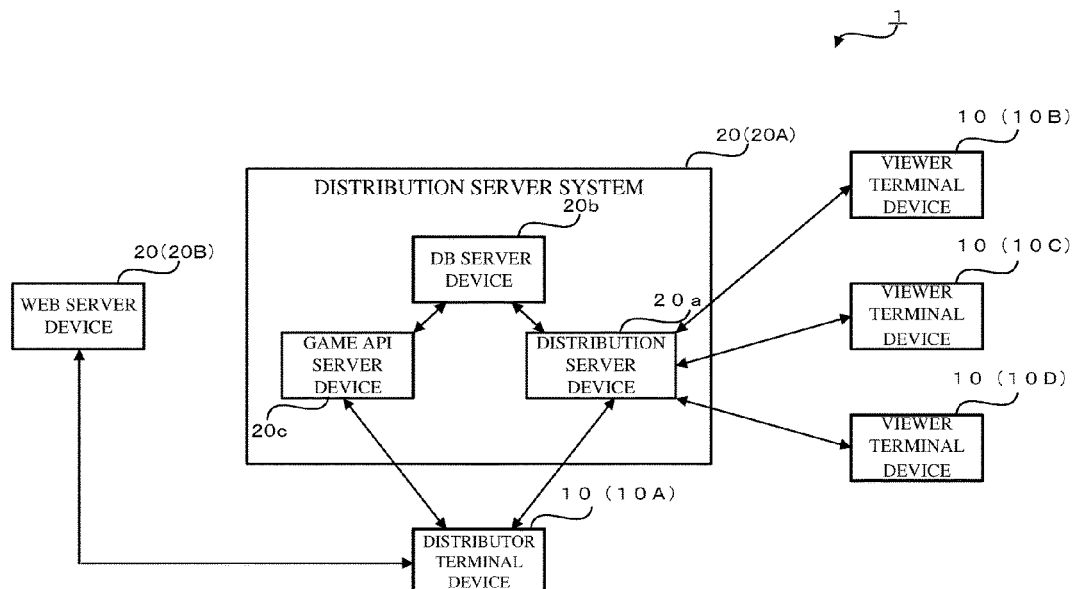 1
20(20A)
10 (10B)
VIEWER
TERMINAL
DEVICE
DISTRIBUTION SERVER SYSTEM
20b
DB SERVER
DEVICE
20(20B)
WEB SERVER
DEVICE
10 (10C)
VIEWER
TERMINAL
DEVICE
20a
GAME API
SERVER
DEVICE
DISTRIBUTION
SERVER
DEVICE
20c
10 (10D)
VIEWER
TERMINAL
DEVICE
10 (10A)
DISTRIBUTOR
TERMINAL
DEVICE